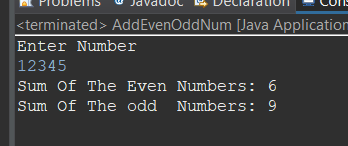 Problems Javadoc Declaration
<terminated> AddEvenOddNum [Java Application
Enter Number
12345
Sum Of The Even Numbers: 6
Sum Of The odd  Numbers: 9